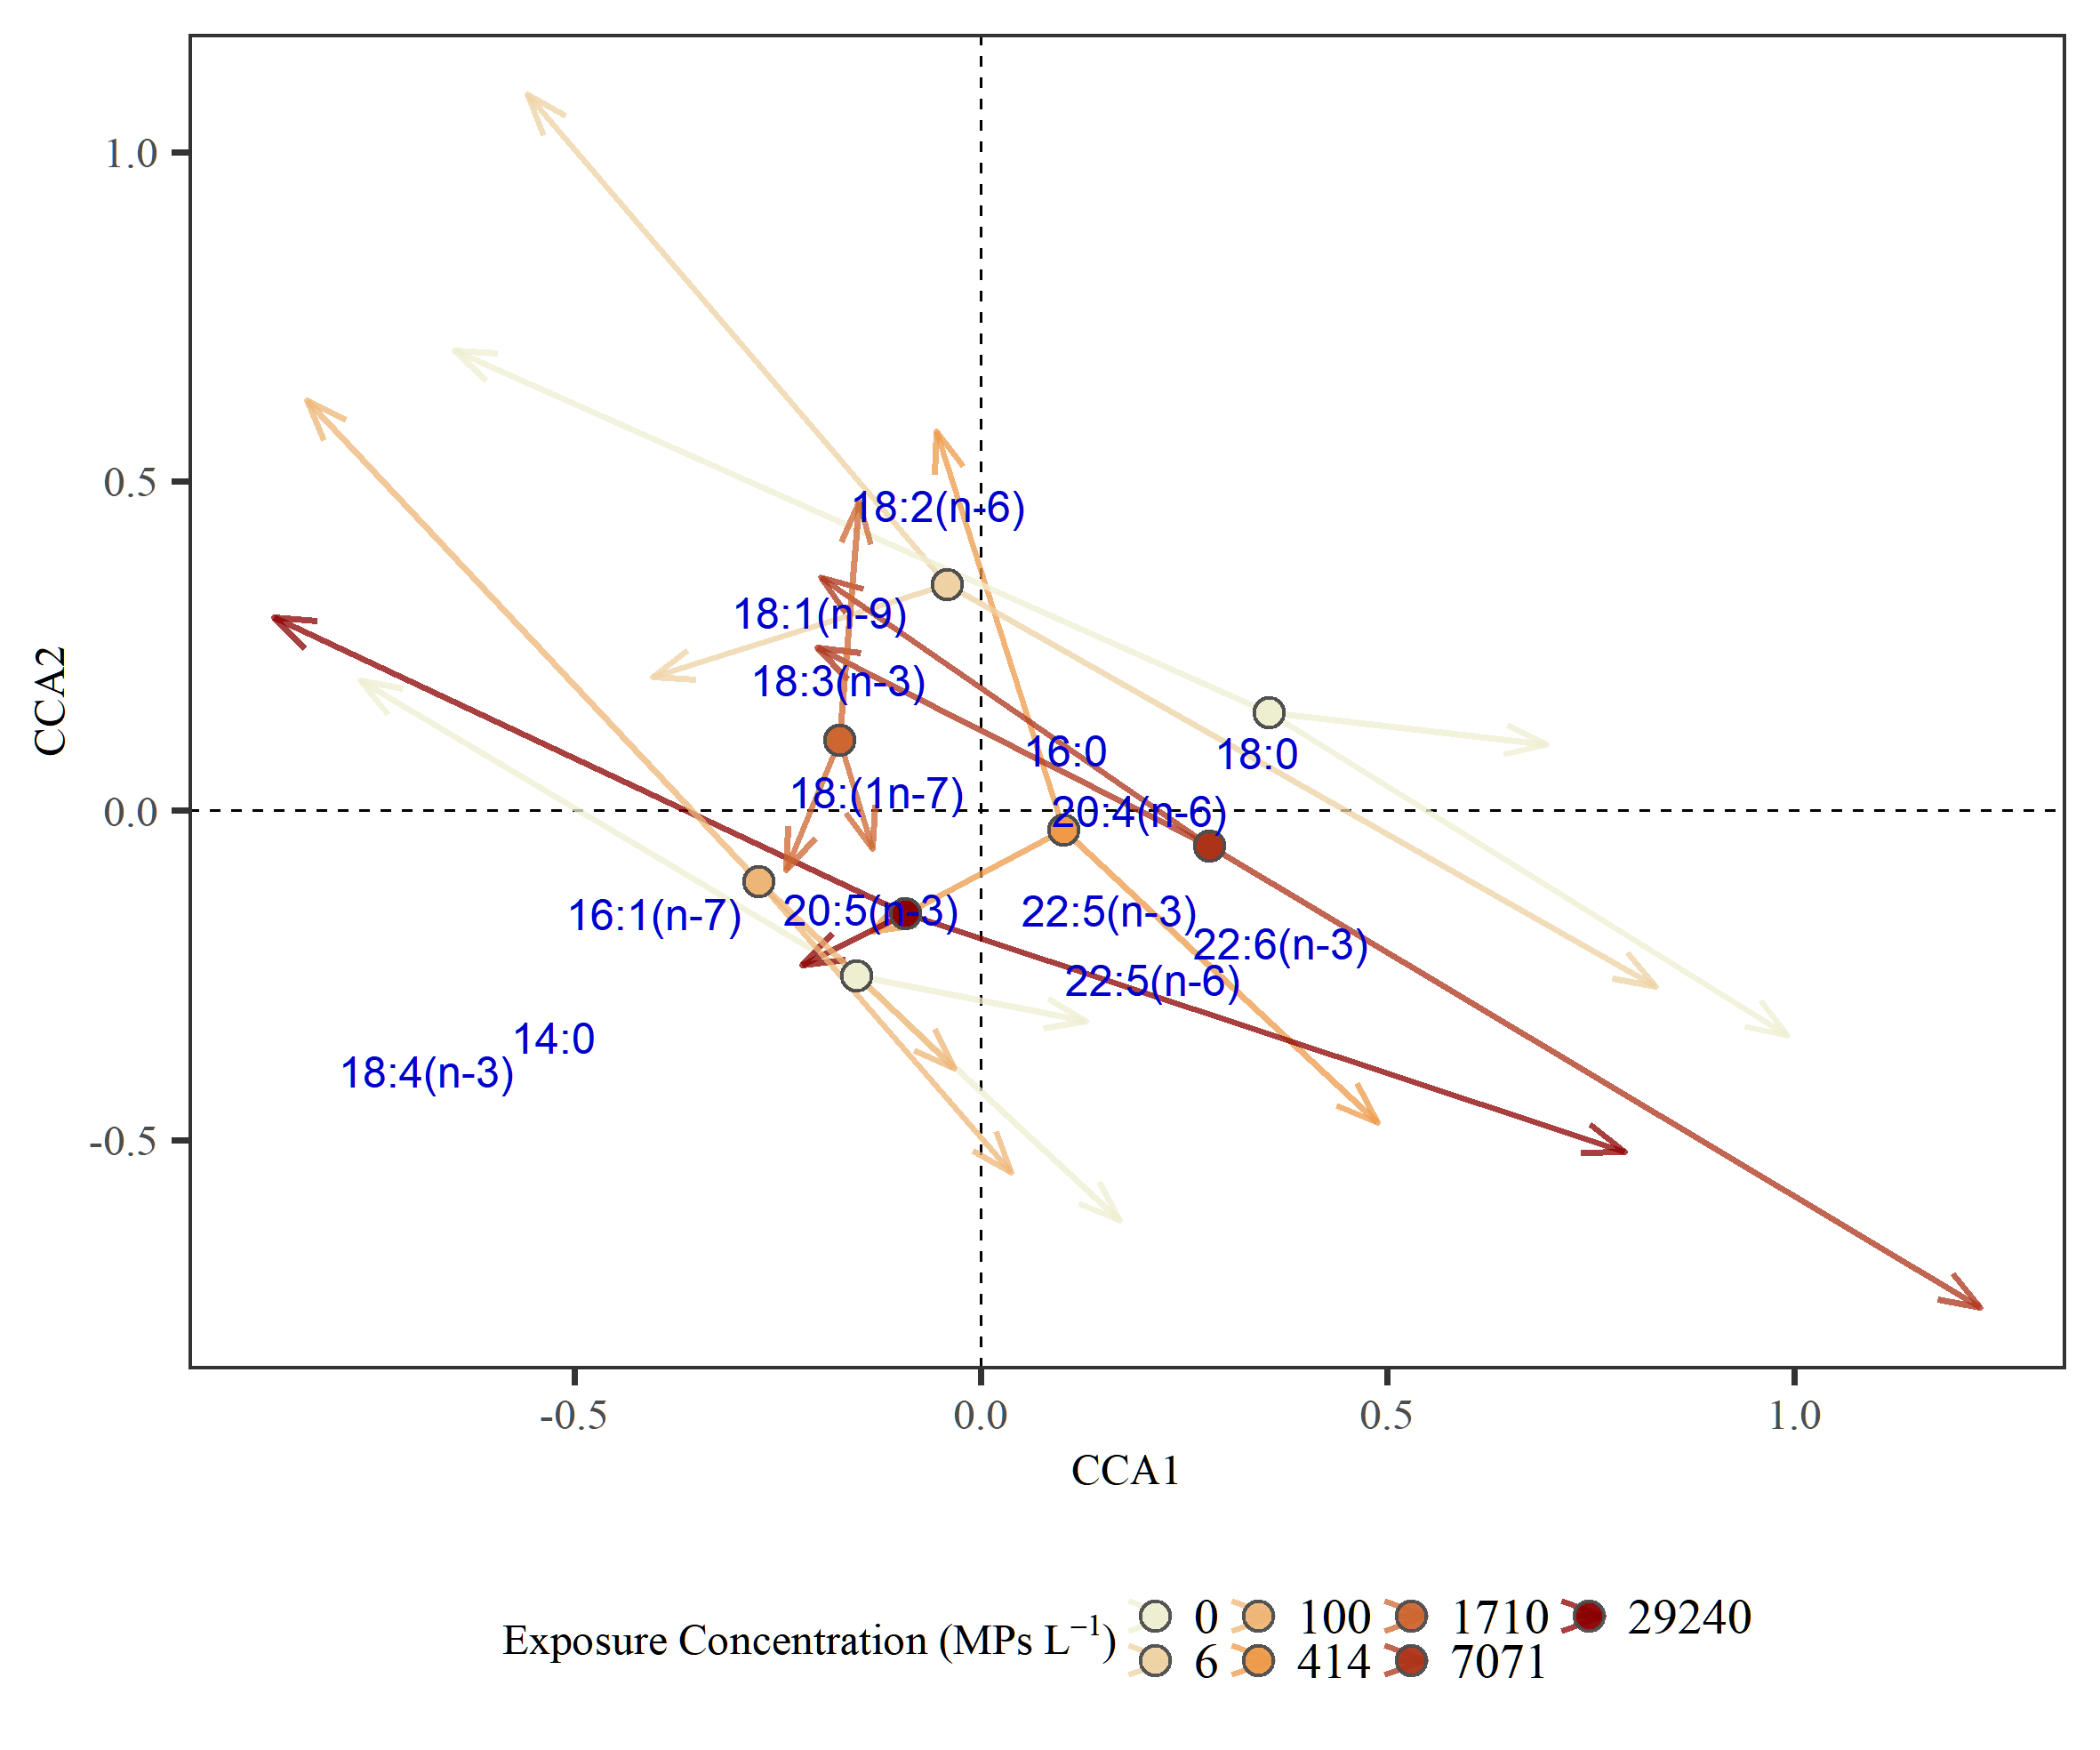 1.0
0.5
0.0
-0.5
CCA2
18:2(n-6)
18:1(n-9)
18:3(n-3)
16:0
18:0
18:(1n-7)
20:4(n-6)
16:1(n-7)
20:5(n-3)
22:5(n-3)
22:6(n-3)
22:5(n-6)
14:0
18:4(n-3)
-0.5 0.0 0.5 1.0
CCA1
Exposure Concentration (MPs L⁻¹)
0 100 1710 29240
6 414 7071